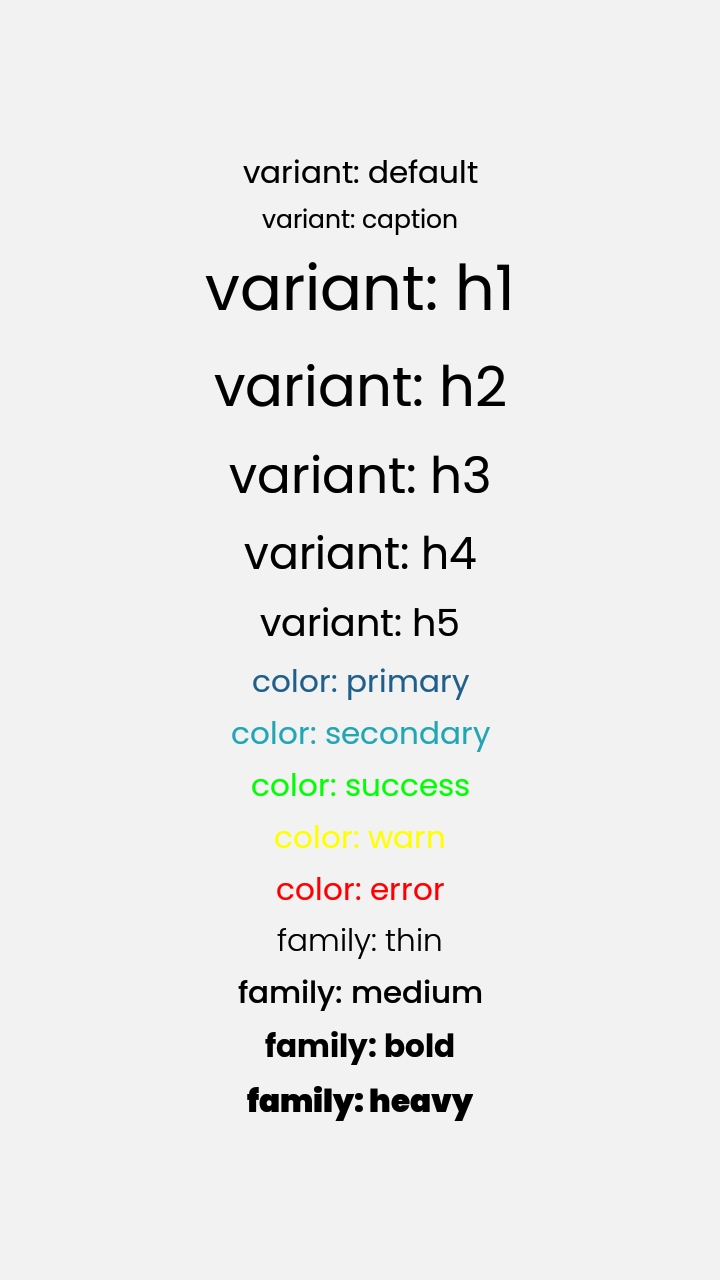 variant: default
variant: caption
variant: h1
variant: h2
variant: h3
variant: h4
variant: h5
color: primary
color: secondary
color: success
color: warn
color: error
family: thin
family: medium
family: bold
family: heavy